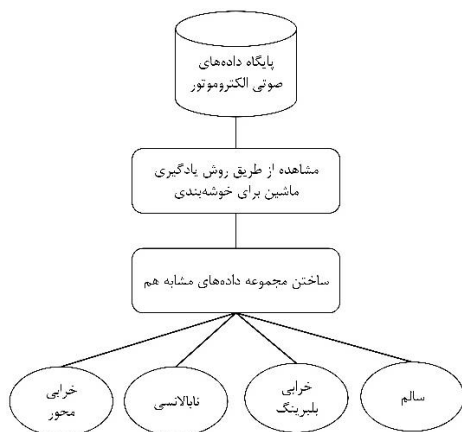 پایگاه داده‌های
صوتی الکتروموتور
مشاهده از طریق روش یادگیری
ماشین برای خوشه‌بندی
ساختن مجموعه داده‌های مشابه هم
سالم
خرابی
بلبرینگ
نابالانسی
خرابی
محور